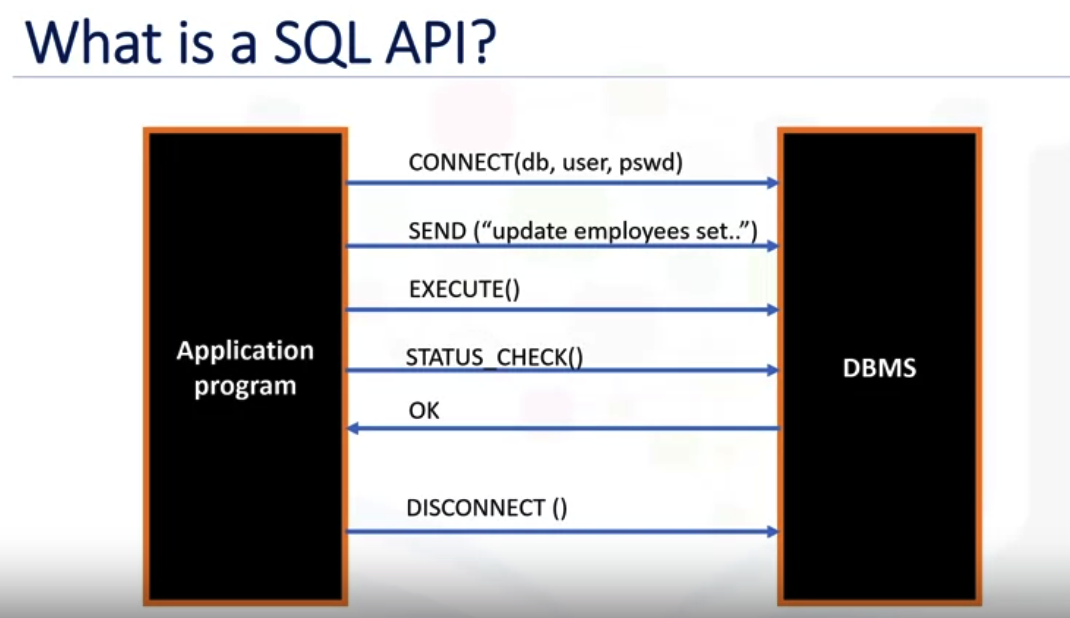 What is a SQL API?
CONNECT(db, user, pswd)
SEND (“update employees set..”)
EXECUTE()
STATUS_CHECK()
OK
DISCONNECT ()
Application
program
DBMS